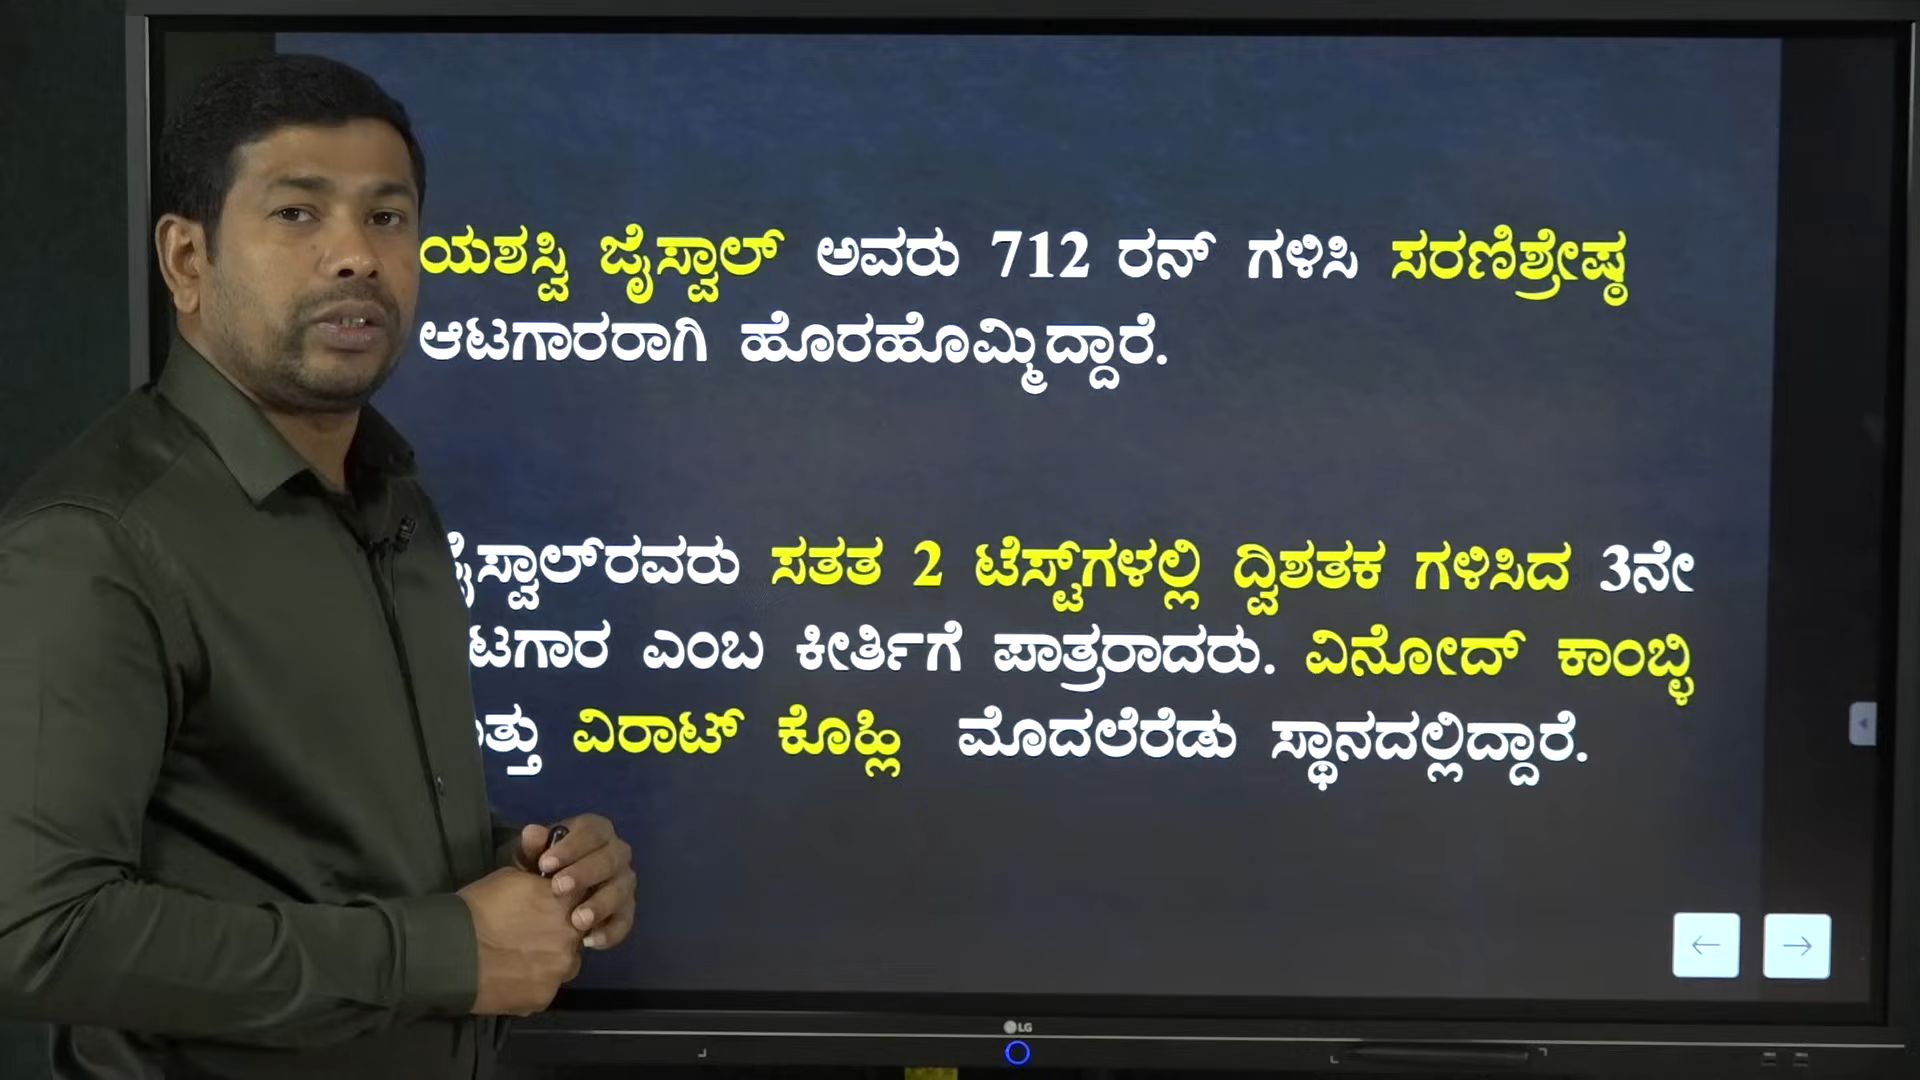 ಯಶಸ್ವಿ ಜೈಸ್ವಾಲ್ ಅವರು 712 ರನ್ ಗಳಿಸಿ ಸರಣಿಶ್ರೇಷ್ಠ
ಆಟಗಾರರಾಗಿ ಹೊರಹೊಮ್ಮಿದ್ದಾರೆ.
ಸತತ 2 ಟೆಸ್ಟ್‌ಗಳಲ್ಲಿ ದ್ವಿಶತಕ ಗಳಿಸಿದ 3ನೇ
ಎಂಬ ಕೀರ್ತಿಗೆ ಪಾತ್ರರಾದರು. ವಿನೋದ್ ಕಾಂಬ್ಳಿ
ವಿರಾಟ್ ಕೊಹ್ಲಿ ಮೊದಲೆರೆಡು ಸ್ಥಾನದಲ್ಲಿದ್ದಾರೆ.
LG